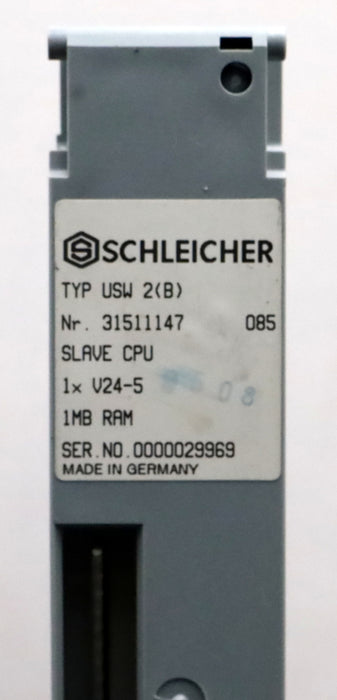 SCHLEICHER
TYP USW 2(B)
Nr. 31511147 085
SLAVE CPU
1x V24-5
1MB RAM
SER.NO.0000029969
MADE IN GERMANY